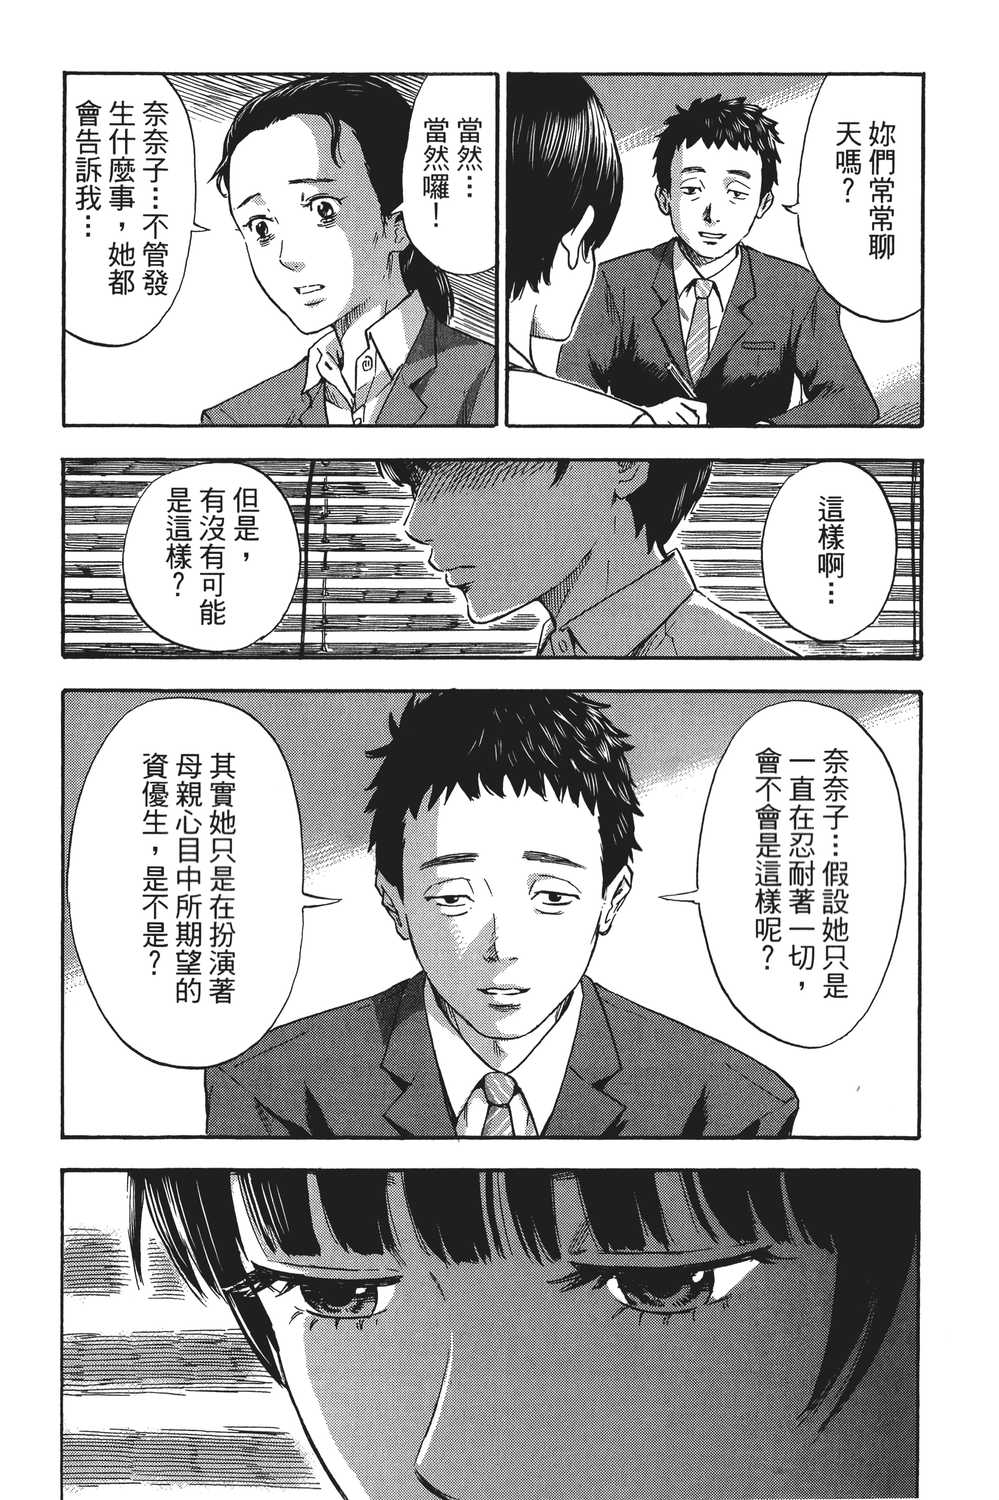 妳們常常聊
天嗎？
當然…
當然囉！
奈奈子…不管發
生什麼事，她都
會告訴我…
這樣啊…
但是，
有沒有可能
是這樣？
奈奈子…假設她只是
一直在忍耐著一切，
會不會是這樣呢？
其實她只是在扮演著
母親心目中所期望的
資優生，是不是？